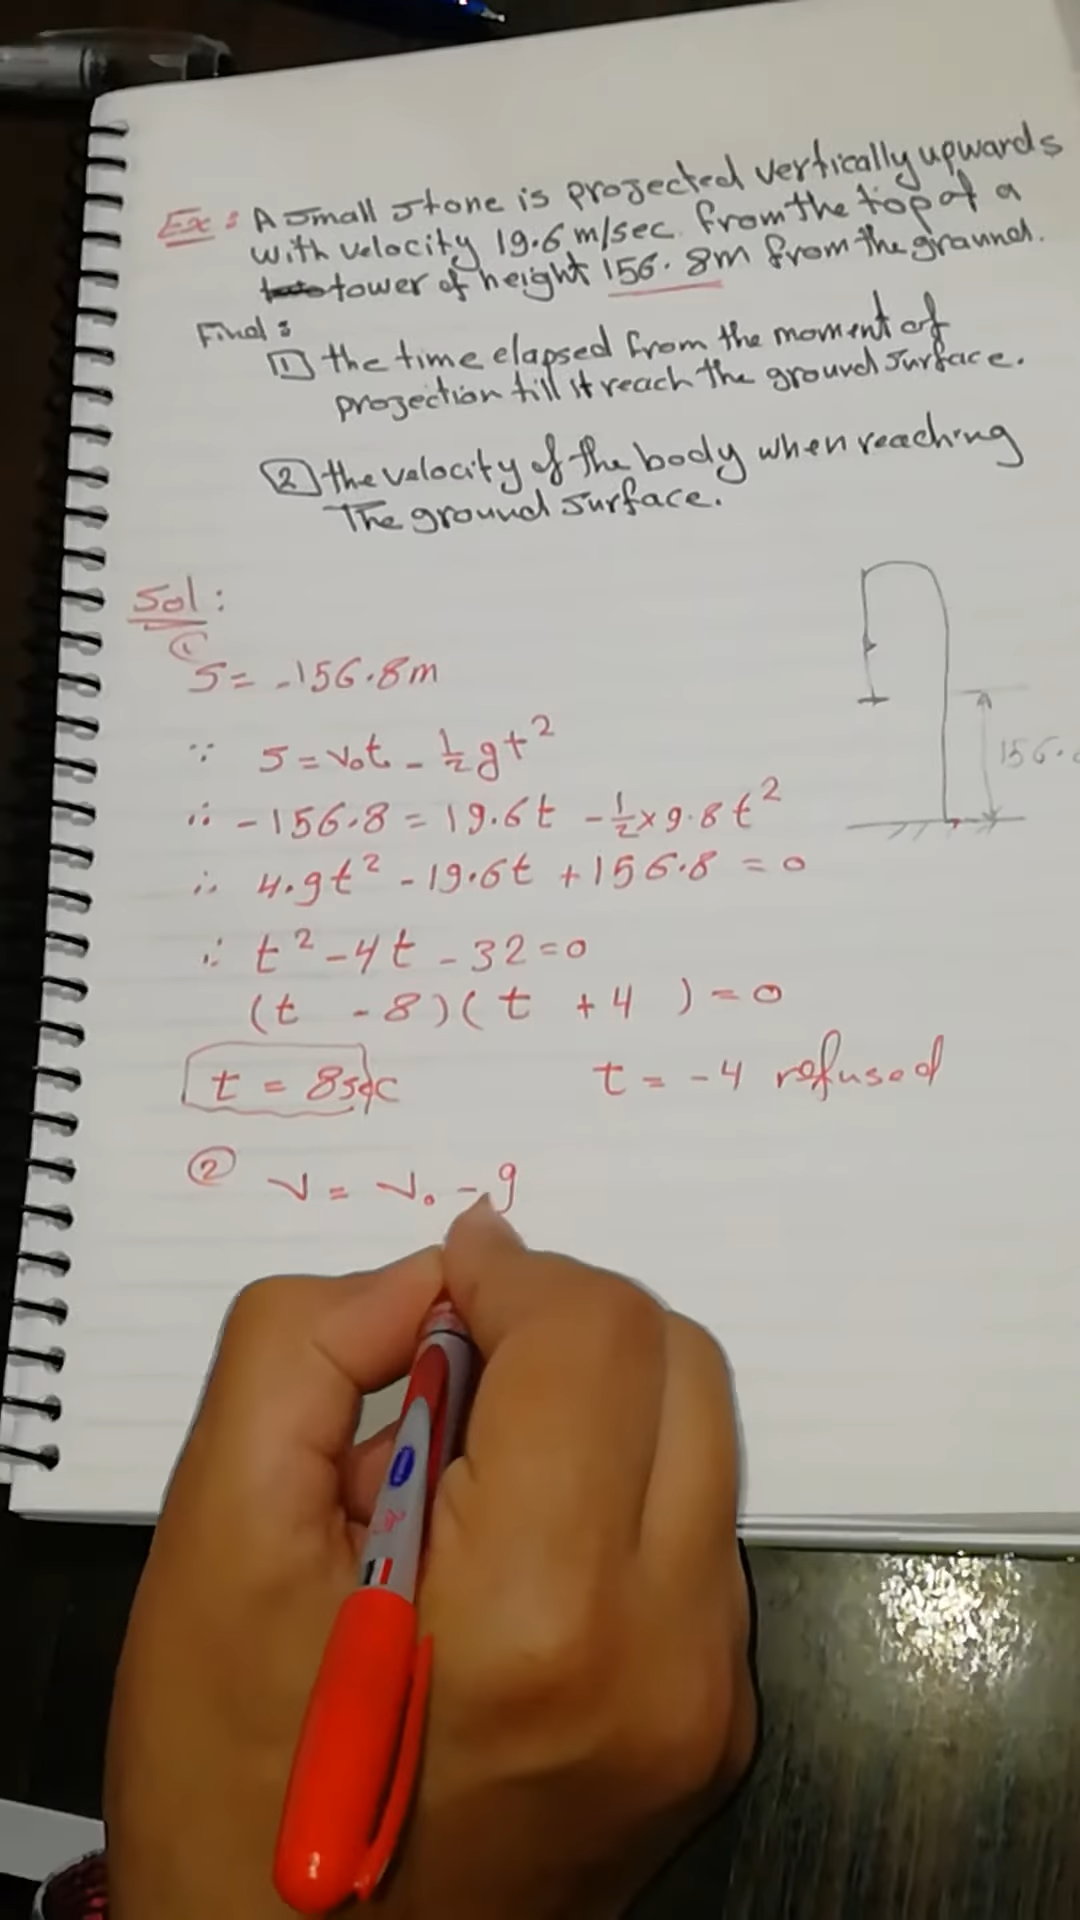 Ex: A small stone is projected vertically upwards
with velocity 19.6 m/sec. from the top of a
tower of height 156.8m from the ground.
Find:
1 the time elapsed from the moment of
projection till it reach the ground surface.
2 the velocity of the body when reaching
The ground surface.
Sol:
①
S = -156.8m
∵ S = v₀t - ½gt²
∴ -156.8 = 19.6t - ½×9.8t²
∴ 4.9t² - 19.6t + 156.8 = 0
∴ t² - 4t - 32 = 0
(t - 8)(t + 4) = 0
t = 8sec t = -4 refused
② v = v₀ - g
156.